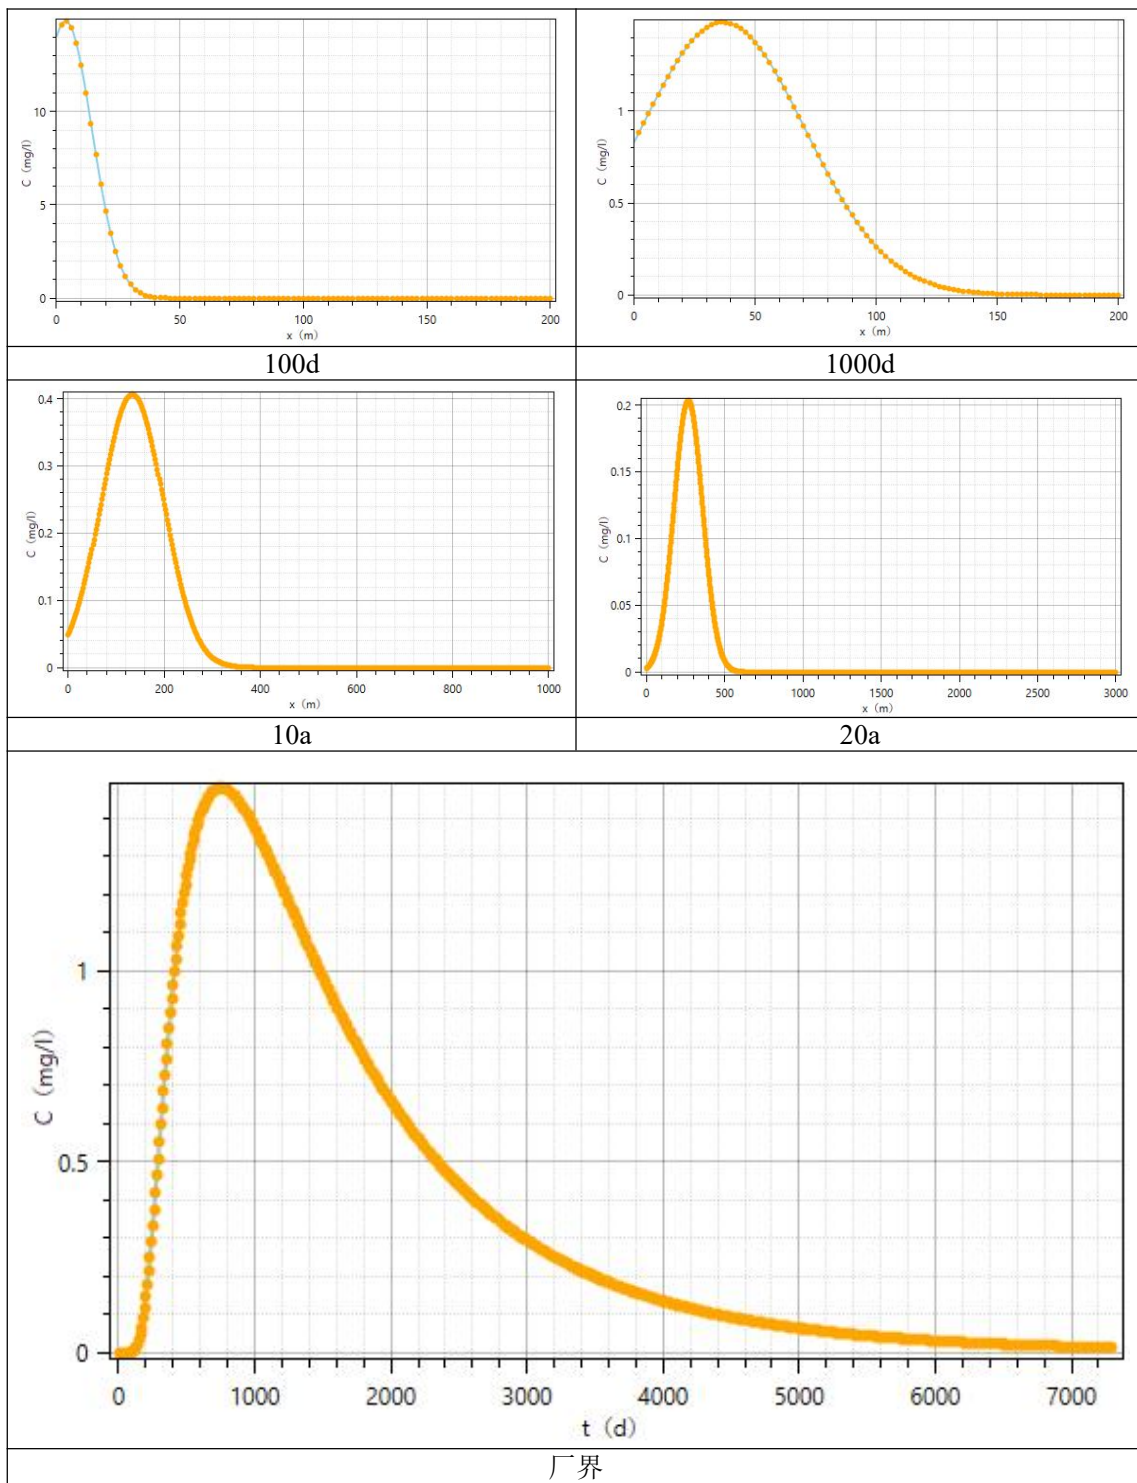 10
5
0
C (mg/l)
0 50 100 150 200
x (m)
1
0.5
0
C (mg/l)
0 50 100 150 200
x (m)
100d
1000d
0.4
0.3
0.2
0.1
0
C (mg/l)
0 200 400 600 800 1000
x (m)
0.2
0.15
0.1
0.05
0
C (mg/l)
0 500 1000 1500 2000 2500 3000
x (m)
10a
20a
1
0.5
0
C (mg/l)
0 1000 2000 3000 4000 5000 6000 7000
t (d)
厂界